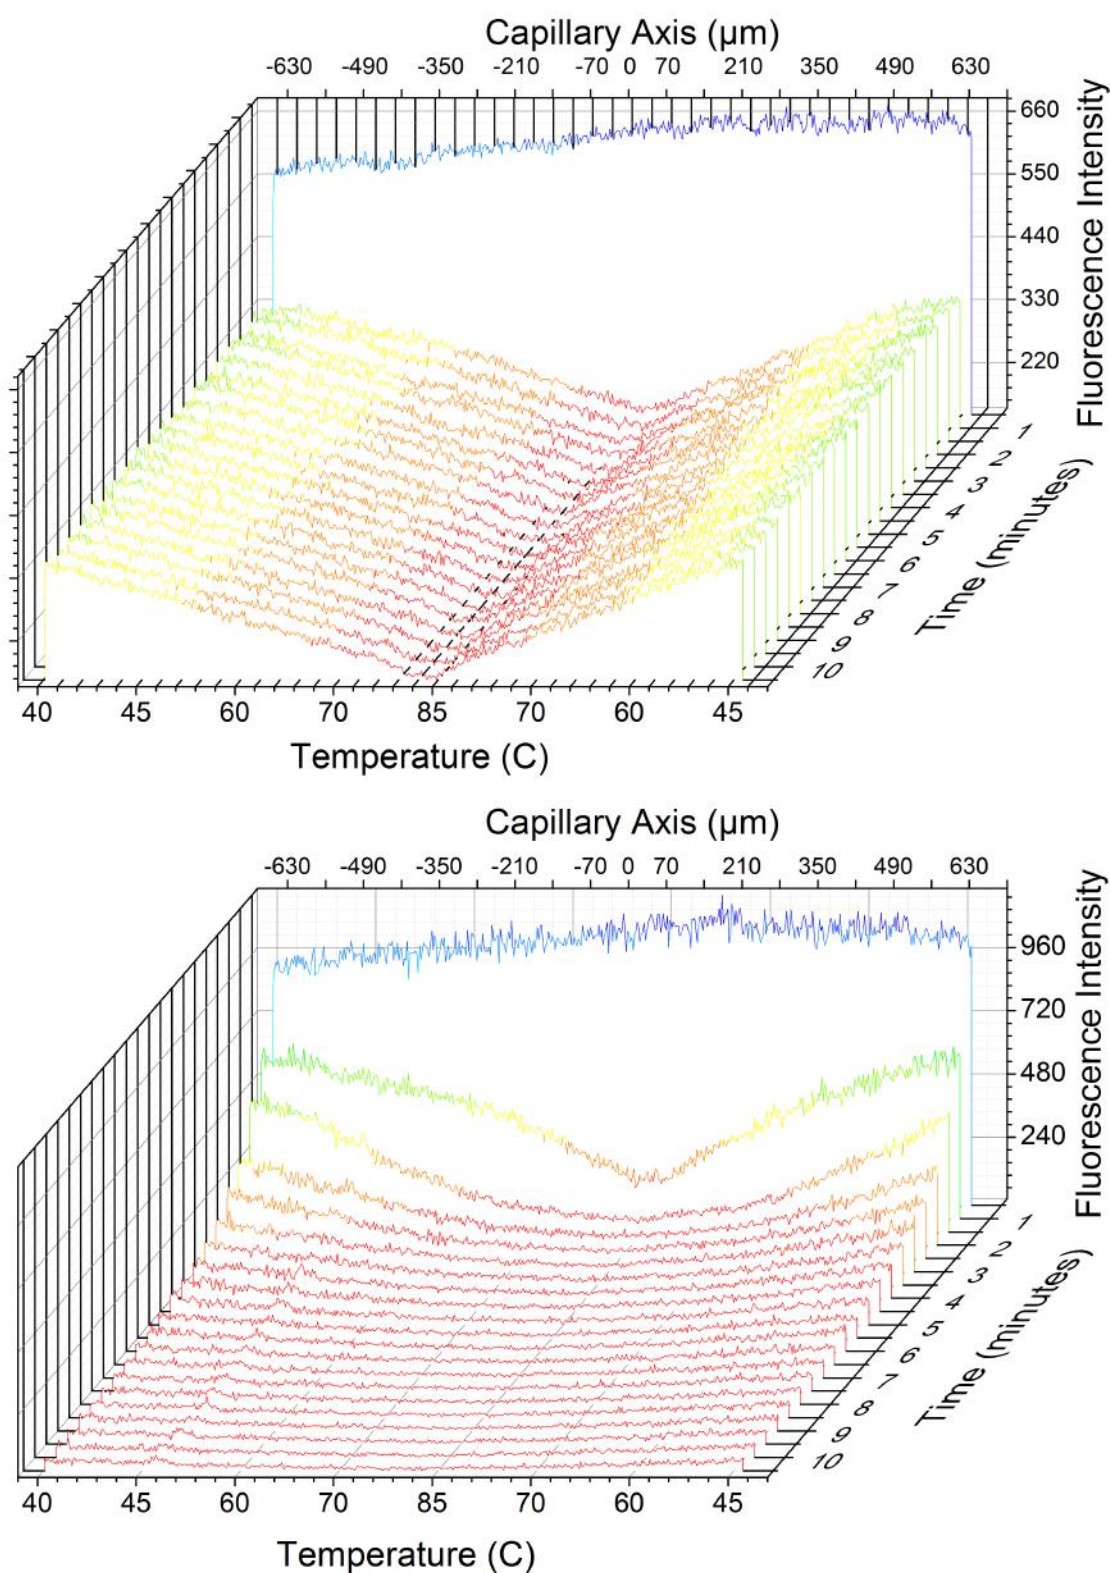 Capillary Axis (µm)
-630 -490 -350 -210 -70 0 70 210 350 490 630
660
550
440
330
220
Fluorescence Intensity
1
2
3
4
5
6
7
8
9
10
Time (minutes)
40 45 60 70 85 70 60 45
Temperature (C)
Capillary Axis (µm)
-630 -490 -350 -210 -70 0 70 210 350 490 630
960
720
480
240
Fluorescence Intensity
1
2
3
4
5
6
7
8
9
10
Time (minutes)
40 45 60 70 85 70 60 45
Temperature (C)